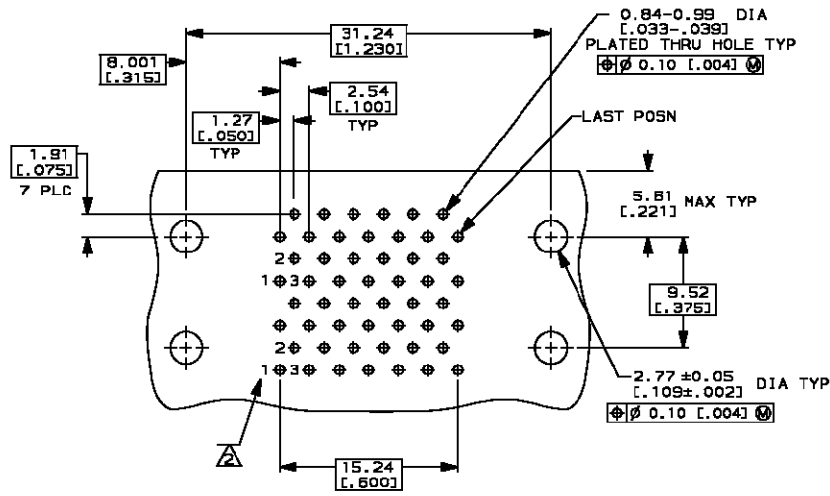 31.24
[1.230]
0.84-0.99 DIA
[.033-.039]
PLATED THRU HOLE TYP
⌖ Ø 0.10 [.004] Ⓜ
8.001
[.315]
2.54
[.100]
TYP
1.27
[.050]
TYP
LAST POSN
1.91
[.075]
7 PLC
5.61
[.221] MAX TYP
2
1 3
9.52
[.375]
2
1 3
2.77 ±0.05
[.109±.002] DIA TYP
⌖ Ø 0.10 [.004] Ⓜ
2
15.24
[.600]